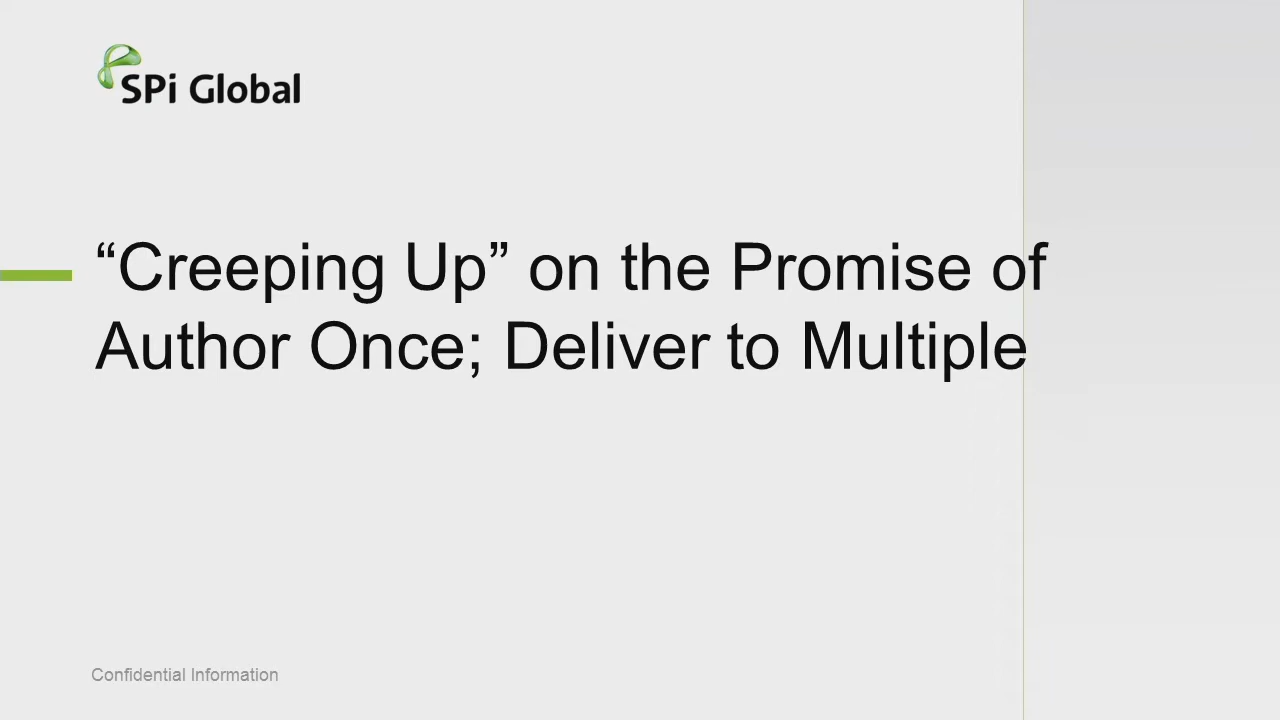 SPi Global
“Creeping Up” on the Promise of
Author Once; Deliver to Multiple
Confidential Information